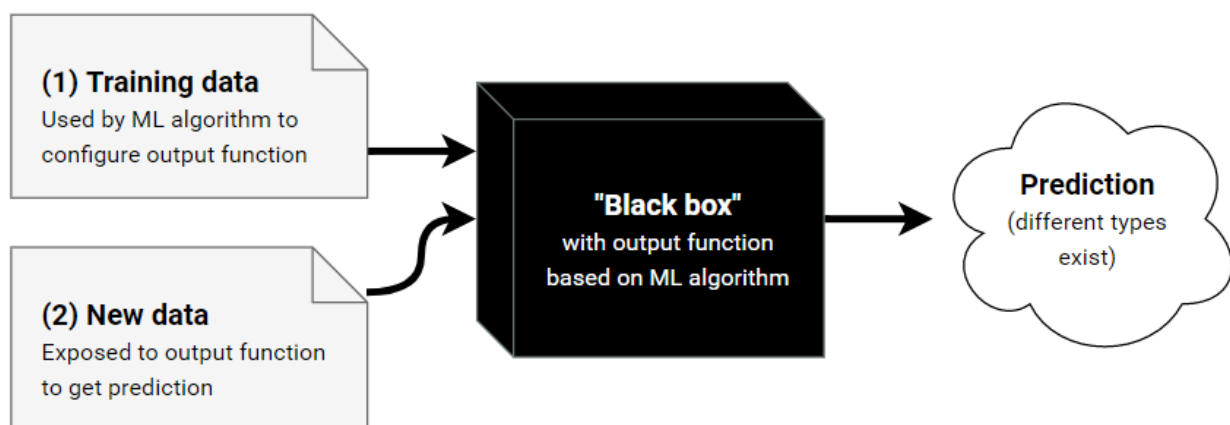 (1) Training data
Used by ML algorithm to
configure output function
(2) New data
Exposed to output function
to get prediction
"Black box"
with output function
based on ML algorithm
Prediction
(different types
exist)